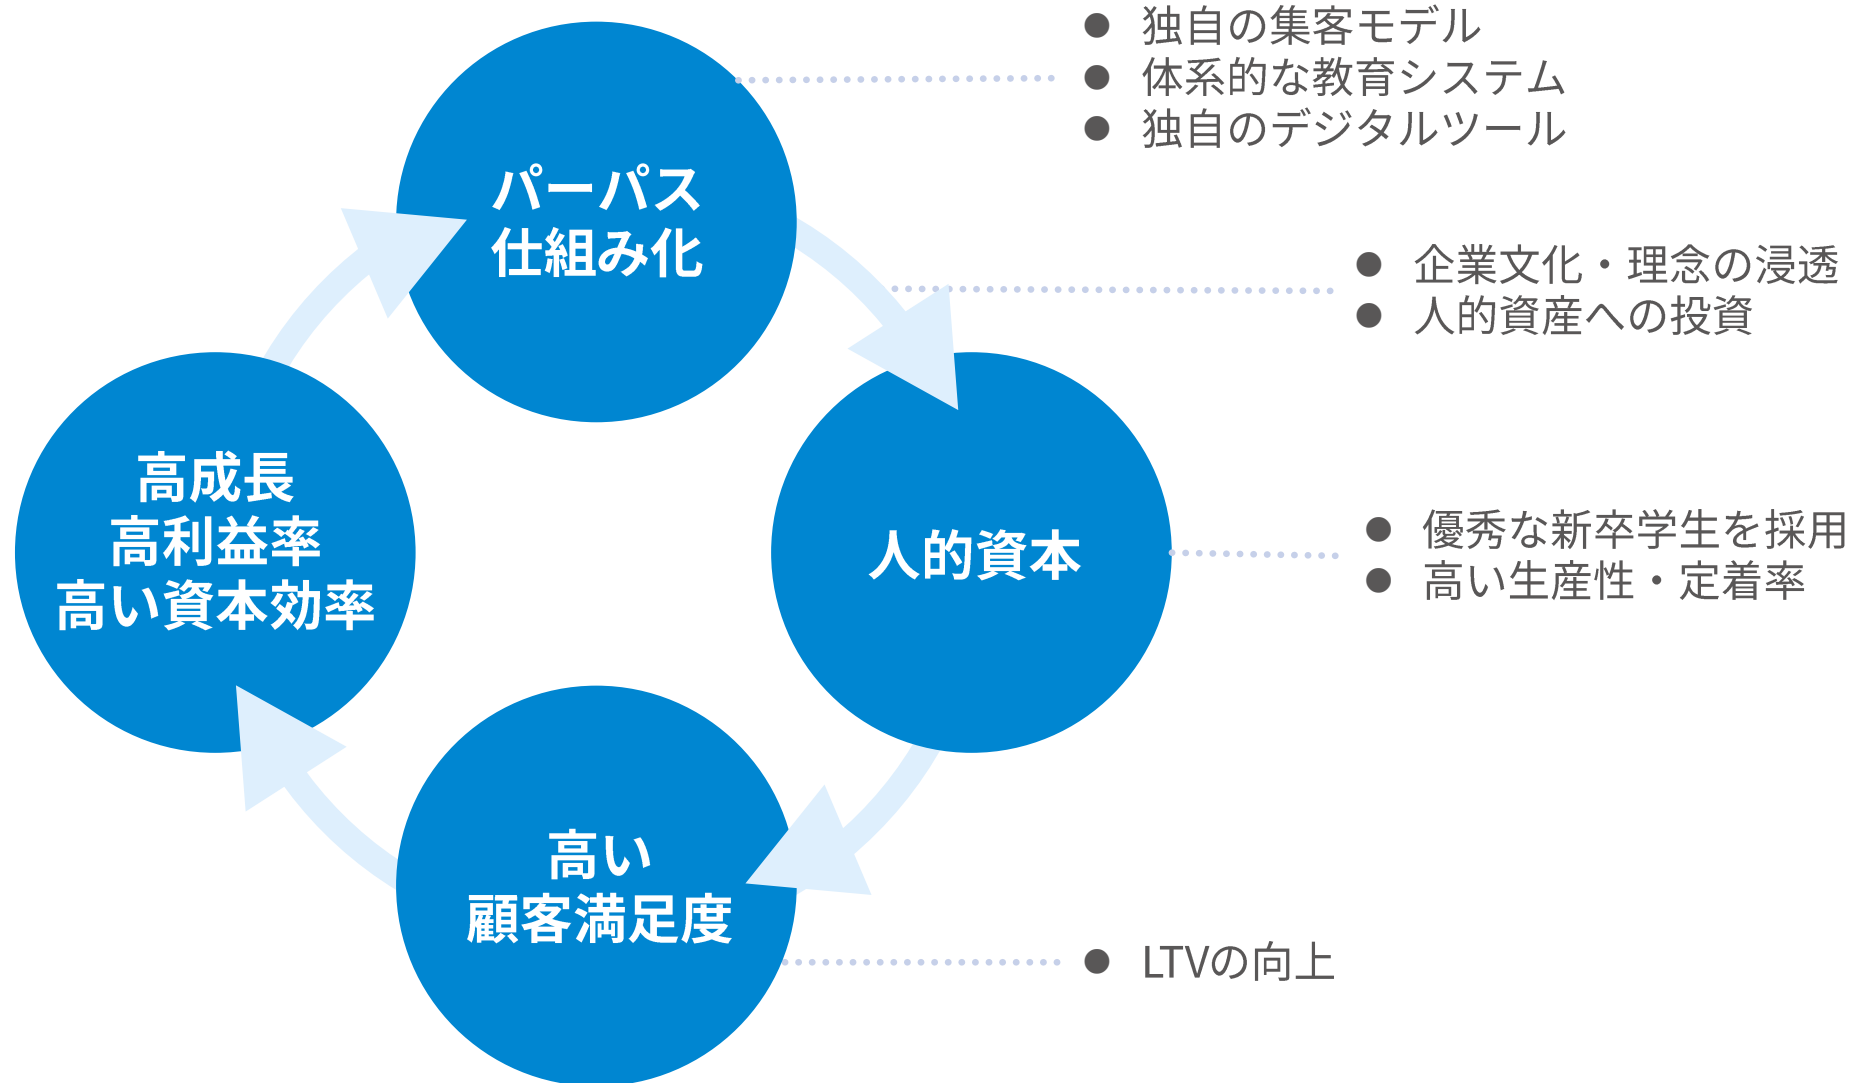 パーパス
仕組み化
● 独自の集客モデル
● 体系的な教育システム
● 独自のデジタルツール
● 企業文化・理念の浸透
● 人的資産への投資
人的資本
● 優秀な新卒学生を採用
● 高い生産性・定着率
高い
顧客満足度
● LTVの向上
高成長
高利益率
高い資本効率